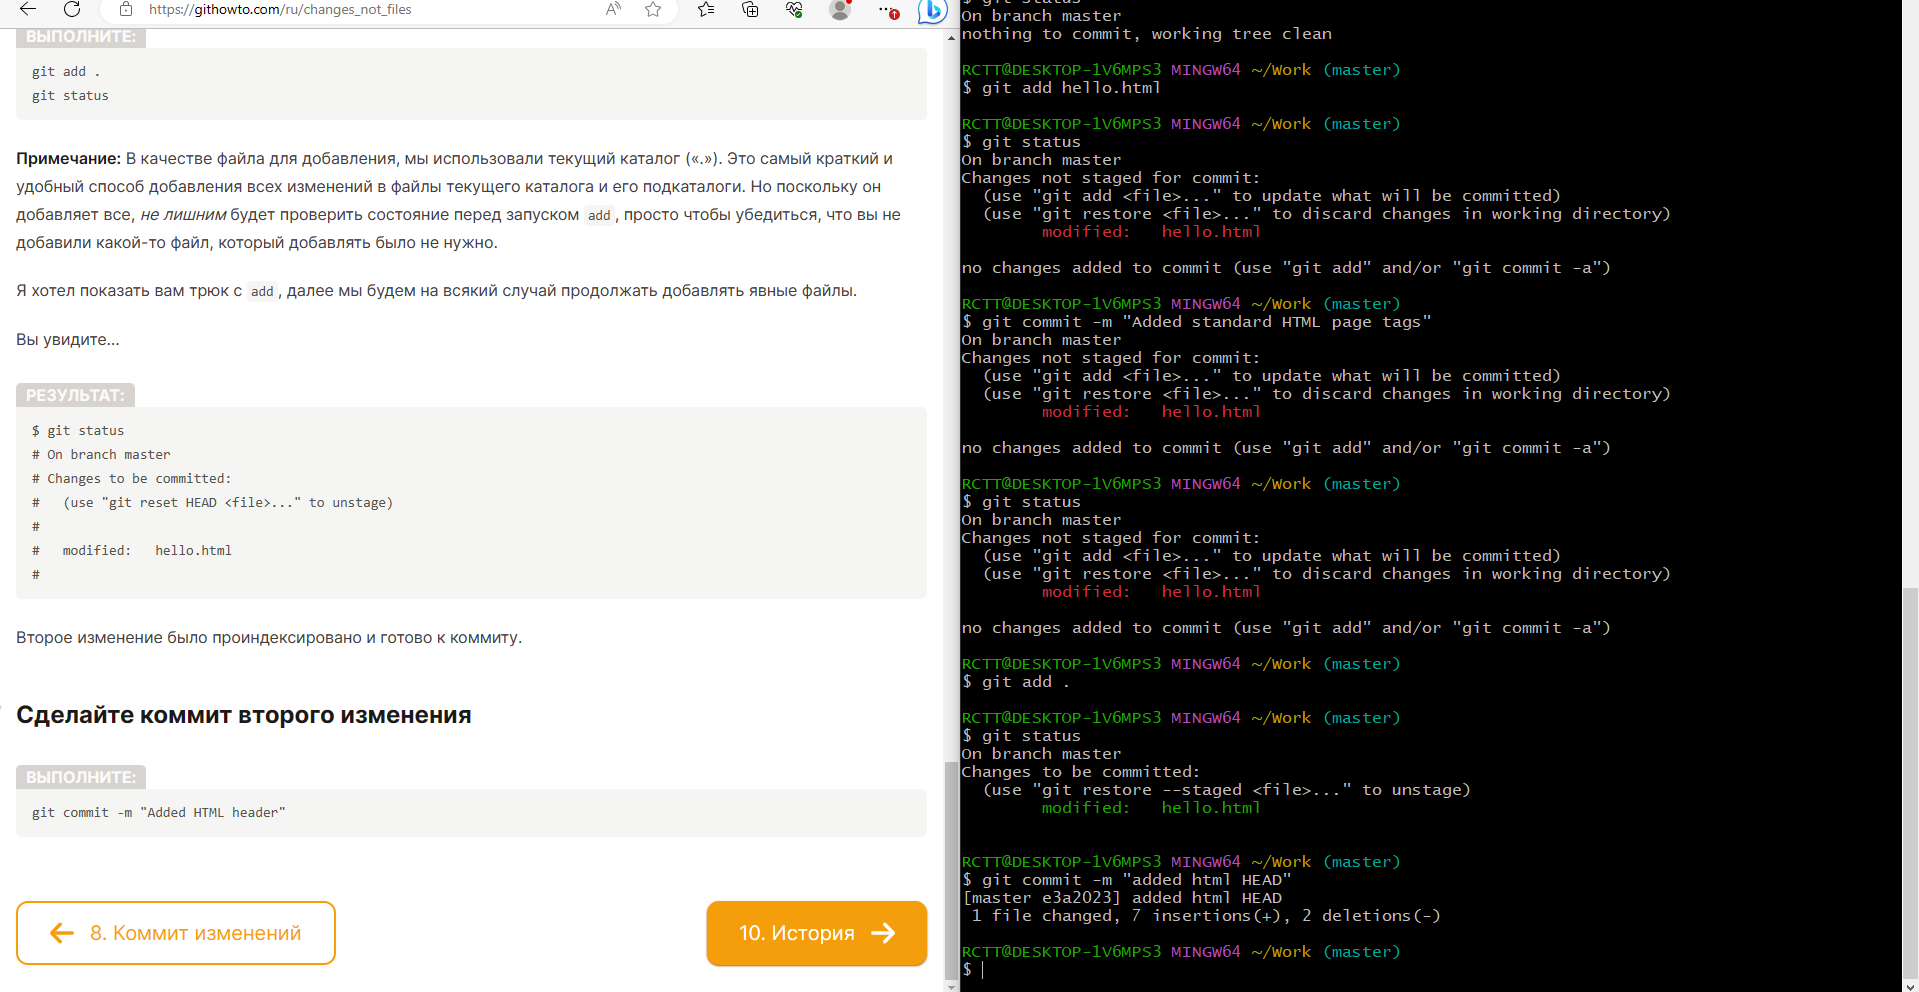 https://githowto.com/ru/changes_not_files
ВЫПОЛНИТЕ:
git add .
git status
Примечание: В качестве файла для добавления, мы использовали текущий каталог («.»). Это самый краткий и
удобный способ добавления всех изменений в файлы текущего каталога и его подкаталоги. Но поскольку он
добавляет все, не лишним будет проверить состояние перед запуском add, просто чтобы убедиться, что вы не
добавили какой-то файл, который добавлять было не нужно.
Я хотел показать вам трюк с add, далее мы будем на всякий случай продолжать добавлять явные файлы.
Вы увидите...
РЕЗУЛЬТАТ:
$ git status
# On branch master
# Changes to be committed:
#   (use "git reset HEAD <file>..." to unstage)
#
#   modified:   hello.html
#
Второе изменение было проиндексировано и готово к коммиту.
Сделайте коммит второго изменения
ВЫПОЛНИТЕ:
git commit -m "Added HTML header"
8. Коммит изменений
10. История
$ git status
On branch master
nothing to commit, working tree clean
RCTT@DESKTOP-1V6MPS3 MINGW64 ~/Work (master)
$ git add hello.html
RCTT@DESKTOP-1V6MPS3 MINGW64 ~/Work (master)
$ git status
On branch master
Changes not staged for commit:
  (use "git add <file>..." to update what will be committed)
  (use "git restore <file>..." to discard changes in working directory)
        modified:   hello.html
no changes added to commit (use "git add" and/or "git commit -a")
RCTT@DESKTOP-1V6MPS3 MINGW64 ~/Work (master)
$ git commit -m "Added standard HTML page tags"
On branch master
Changes not staged for commit:
  (use "git add <file>..." to update what will be committed)
  (use "git restore <file>..." to discard changes in working directory)
        modified:   hello.html
no changes added to commit (use "git add" and/or "git commit -a")
RCTT@DESKTOP-1V6MPS3 MINGW64 ~/Work (master)
$ git status
On branch master
Changes not staged for commit:
  (use "git add <file>..." to update what will be committed)
  (use "git restore <file>..." to discard changes in working directory)
        modified:   hello.html
no changes added to commit (use "git add" and/or "git commit -a")
RCTT@DESKTOP-1V6MPS3 MINGW64 ~/Work (master)
$ git add .
RCTT@DESKTOP-1V6MPS3 MINGW64 ~/Work (master)
$ git status
On branch master
Changes to be committed:
  (use "git restore --staged <file>..." to unstage)
        modified:   hello.html
RCTT@DESKTOP-1V6MPS3 MINGW64 ~/Work (master)
$ git commit -m "added html HEAD"
[master e3a2023] added html HEAD
 1 file changed, 7 insertions(+), 2 deletions(-)
RCTT@DESKTOP-1V6MPS3 MINGW64 ~/Work (master)
$